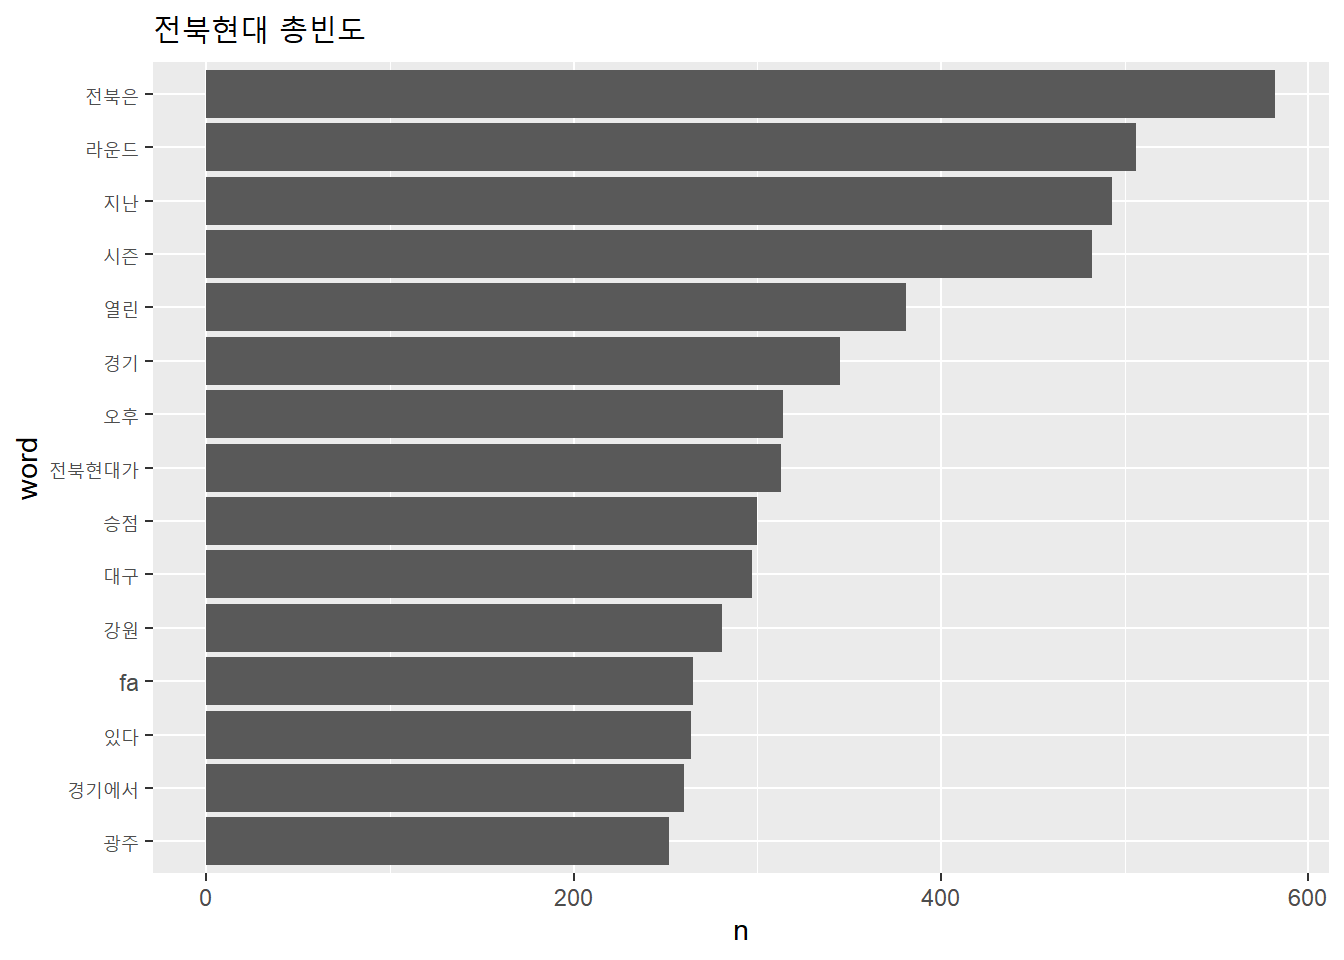 전북현대 총빈도
전북은
라운드
지난
시즌
열린
경기
오후
전북현대가
승점
대구
강원
fa
있다
경기에서
광주
word
0 200 400 600
n